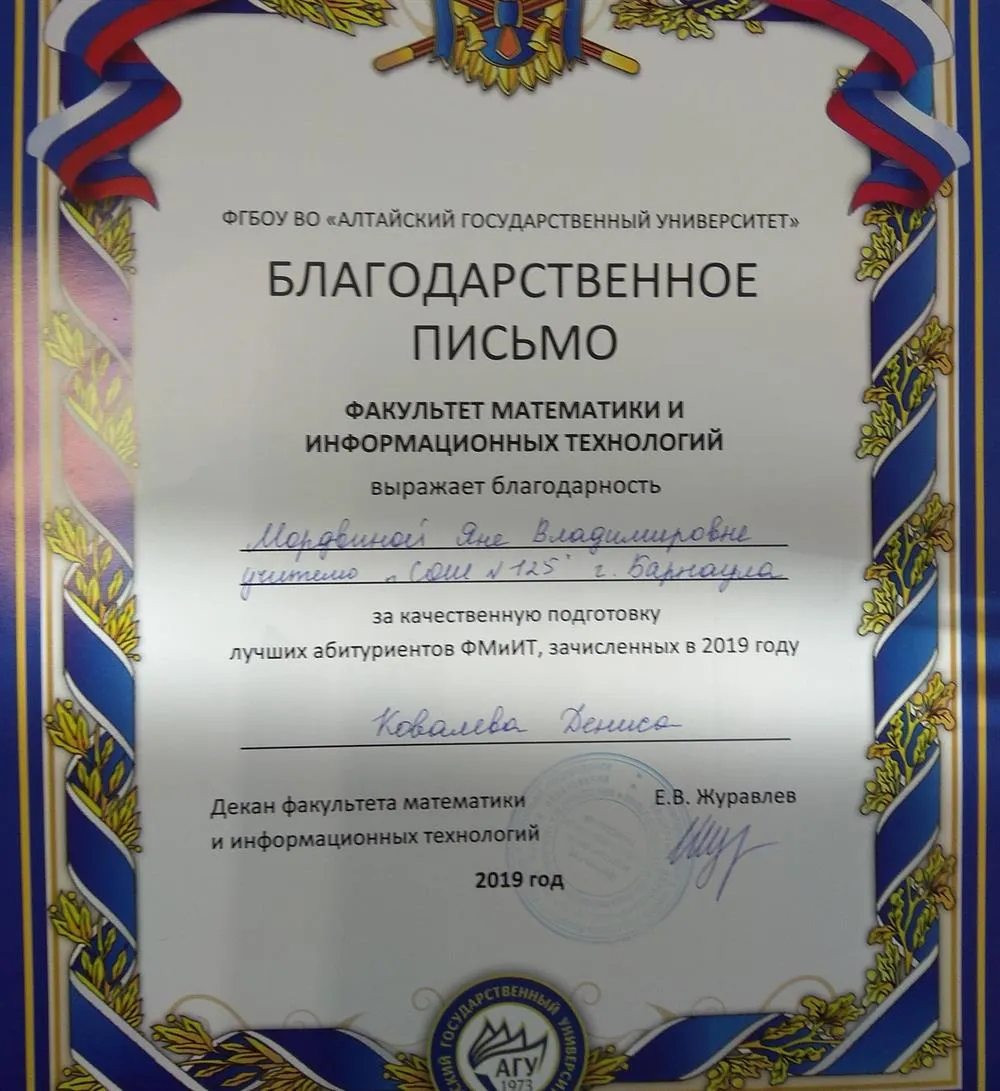 ФГБОУ ВО «АЛТАЙСКИЙ ГОСУДАРСТВЕННЫЙ УНИВЕРСИТЕТ»
БЛАГОДАРСТВЕННОЕ
ПИСЬМО
ФАКУЛЬТЕТ МАТЕМАТИКИ И
ИНФОРМАЦИОННЫХ ТЕХНОЛОГИЙ
выражает благодарность
Мордвиной Яне Владимировне
учителю „СОШ №125" г. Барнаула
за качественную подготовку
лучших абитуриентов ФМиИТ, зачисленных в 2019 году
Ковалева Дениса
Декан факультета математики
и информационных технологий
Е.В. Журавлев
2019 год
ГОСУДАРСТВЕННЫЙ
АГУ
1973